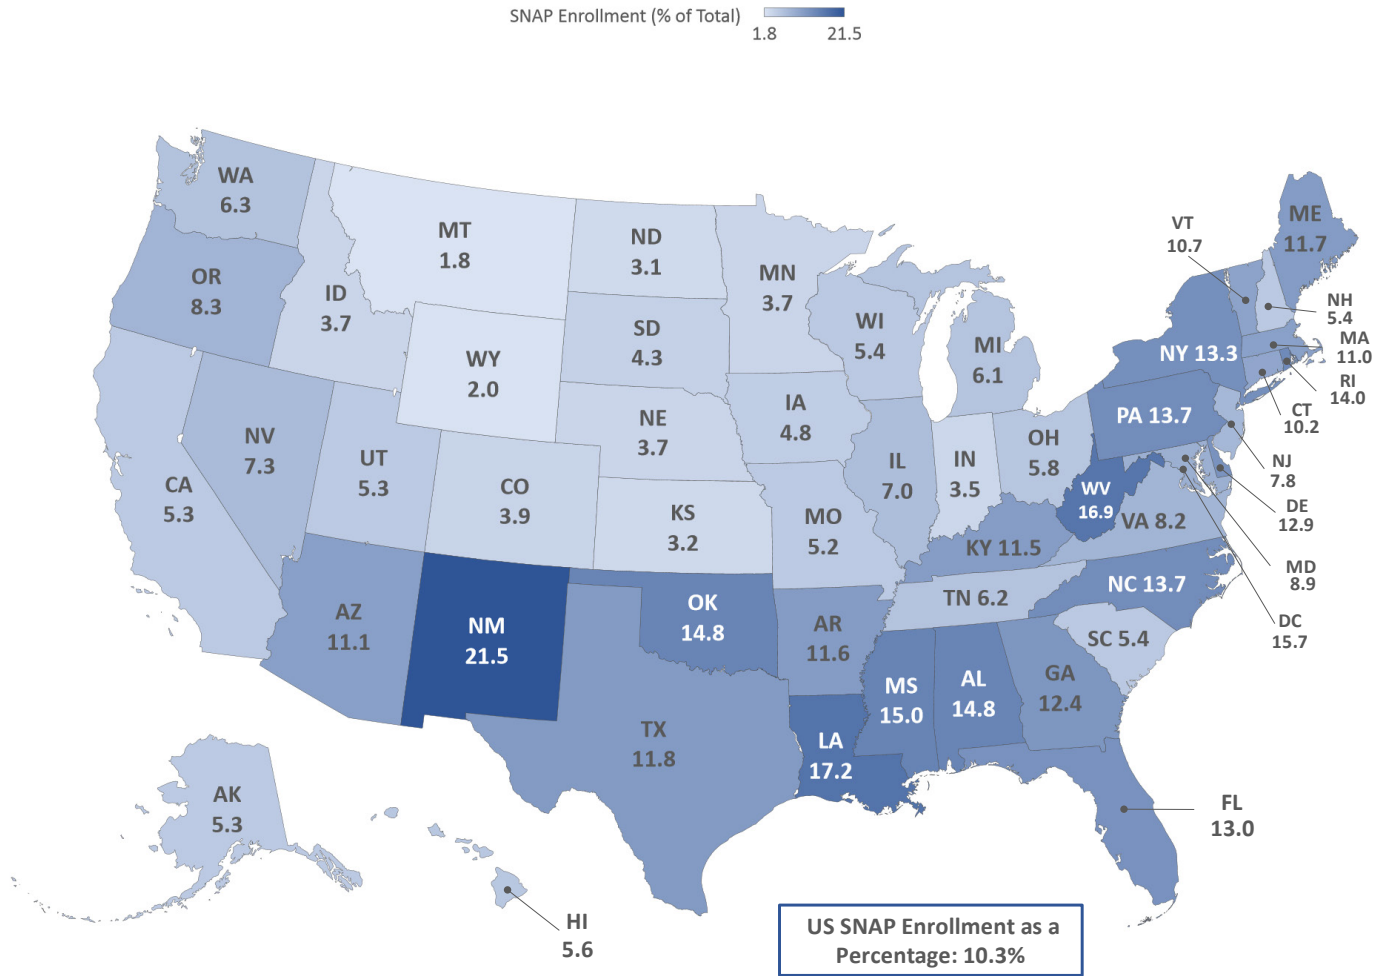 SNAP Enrollment (% of Total)
1.8 21.5
WA
6.3
OR
8.3
ID
3.7
MT
1.8
WY
2.0
ND
3.1
SD
4.3
NE
3.7
KS
3.2
MN
3.7
WI
5.4
MI
6.1
IA
4.8
IL
7.0
IN
3.5
OH
5.8
MO
5.2
NV
7.3
UT
5.3
CO
3.9
CA
5.3
AZ
11.1
NM
21.5
OK
14.8
TX
11.8
AR
11.6
LA
17.2
MS
15.0
AL
14.8
GA
12.4
FL
13.0
SC 5.4
NC 13.7
TN 6.2
KY 11.5
VA 8.2
WV
16.9
PA 13.7
NY 13.3
VT
10.7
ME
11.7
NH
5.4
MA
11.0
RI
14.0
CT
10.2
NJ
7.8
DE
12.9
MD
8.9
DC
15.7
AK
5.3
HI
5.6
US SNAP Enrollment as a
Percentage: 10.3%